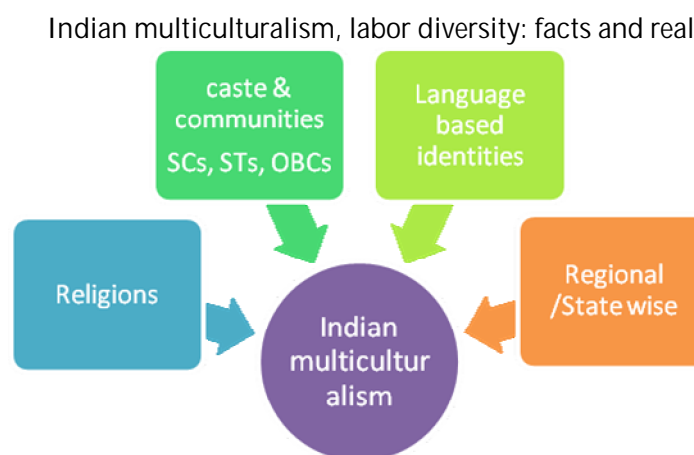 Indian multiculturalism, labor diversity: facts and real
caste &
communities
SCs, STs, OBCs
Language
based
identities
Religions
Regional
/State wise
Indian
multicultur
alism